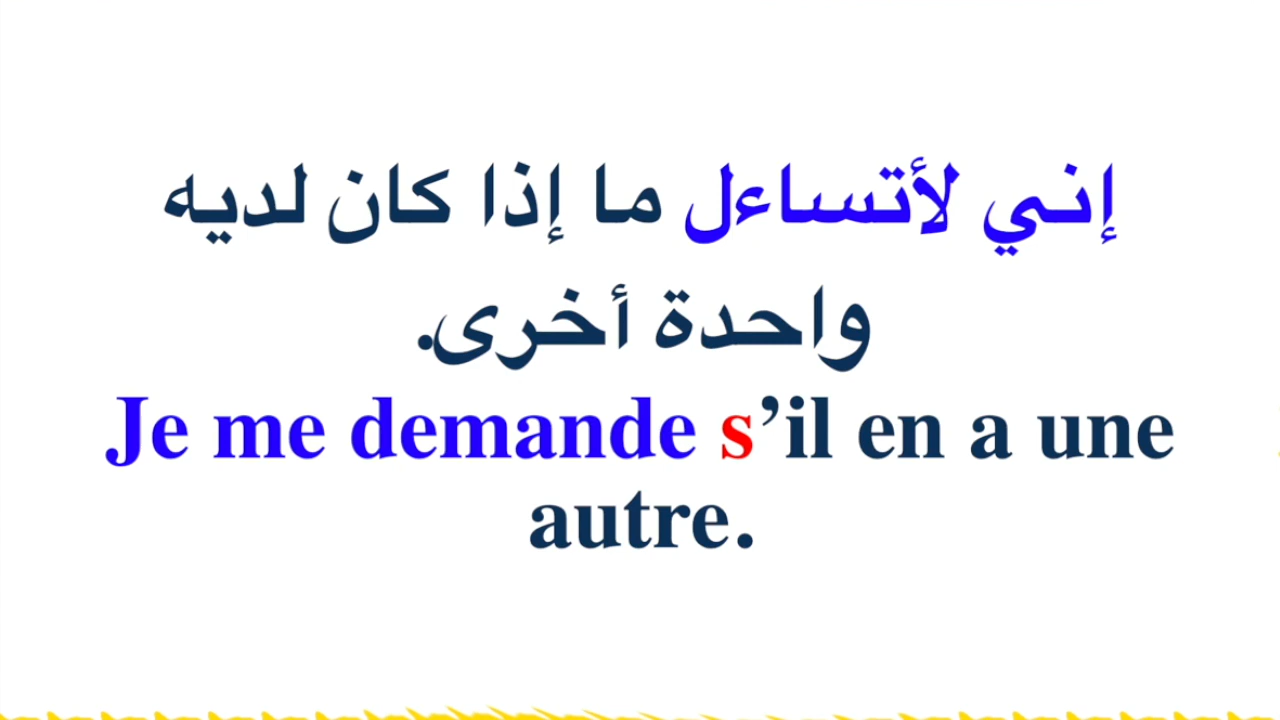 إني لأتساءل ما إذا كان لديه
واحدة أخرى.
Je me demande s’il en a une
autre.